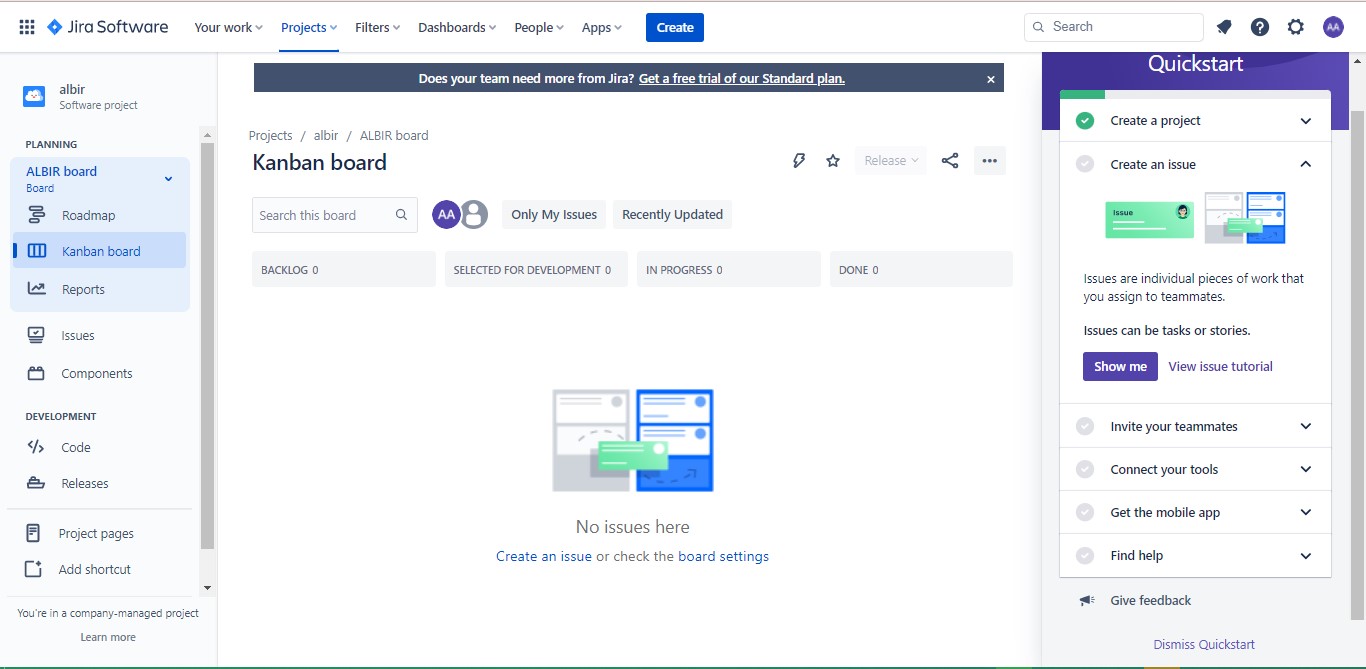 Jira Software
Your work
Projects
Filters
Dashboards
People
Apps
Create
Search
AA
albir
Software project
PLANNING
ALBIR board
Board
Roadmap
Kanban board
Reports
Issues
Components
DEVELOPMENT
Code
Releases
Project pages
Add shortcut
You're in a company-managed project
Learn more
Does your team need more from Jira? Get a free trial of our Standard plan.
Projects / albir / ALBIR board
Kanban board
Release
Search this board
AA
Only My Issues
Recently Updated
BACKLOG 0
SELECTED FOR DEVELOPMENT 0
IN PROGRESS 0
DONE 0
No issues here
Create an issue or check the board settings
Quickstart
Create a project
Create an issue
Issue
Issues are individual pieces of work that
you assign to teammates.
Issues can be tasks or stories.
Show me
View issue tutorial
Invite your teammates
Connect your tools
Get the mobile app
Find help
Give feedback
Dismiss Quickstart